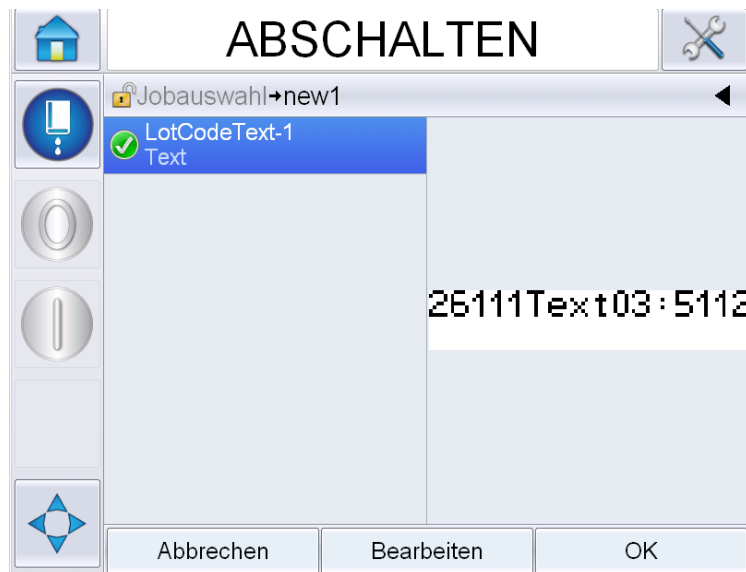 ABSCHALTEN
Jobauswahl→new1
LotCodeText-1
Text
26111Text03:5112
Abbrechen
Bearbeiten
OK